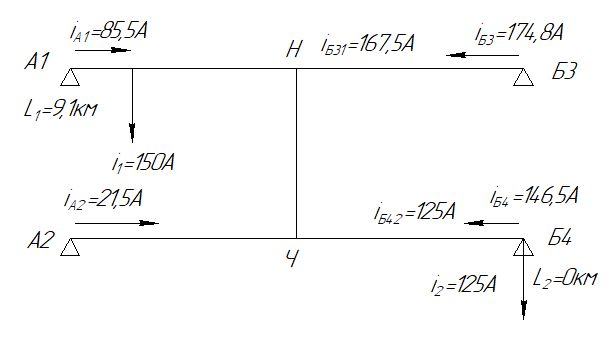 iА1=85,5А
Н
iБ31=167,5А
iБ3=174,8А
А1
Б3
L1=9,1км
i1=150А
iА2=21,5А
iБ42=125А
iБ4=146,5А
А2
Ч
Б4
i2=125А
L2=0км